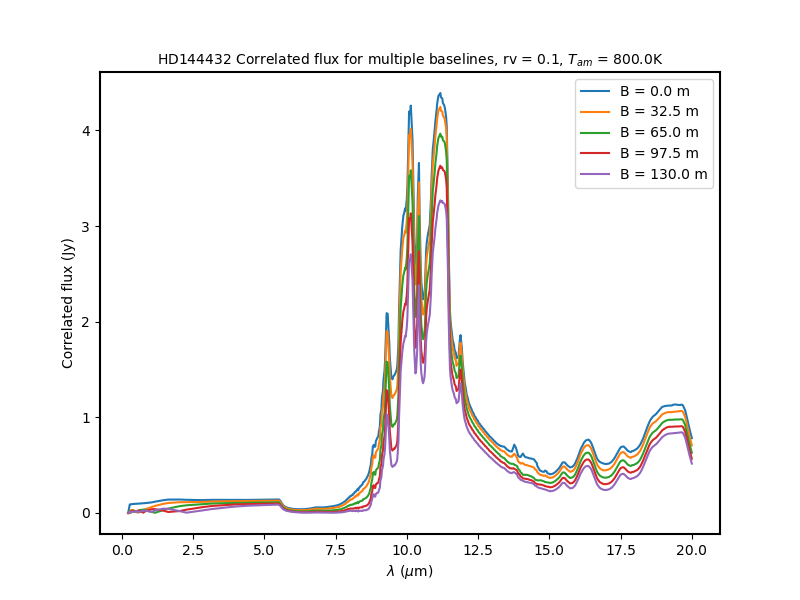 HD144432 Correlated flux for multiple baselines, rv = 0.1, Tam = 800.0K
B = 0.0 m
B = 32.5 m
B = 65.0 m
B = 97.5 m
B = 130.0 m
Correlated flux (Jy)
4
3
2
1
0
0.0 2.5 5.0 7.5 10.0 12.5 15.0 17.5 20.0
λ (μm)